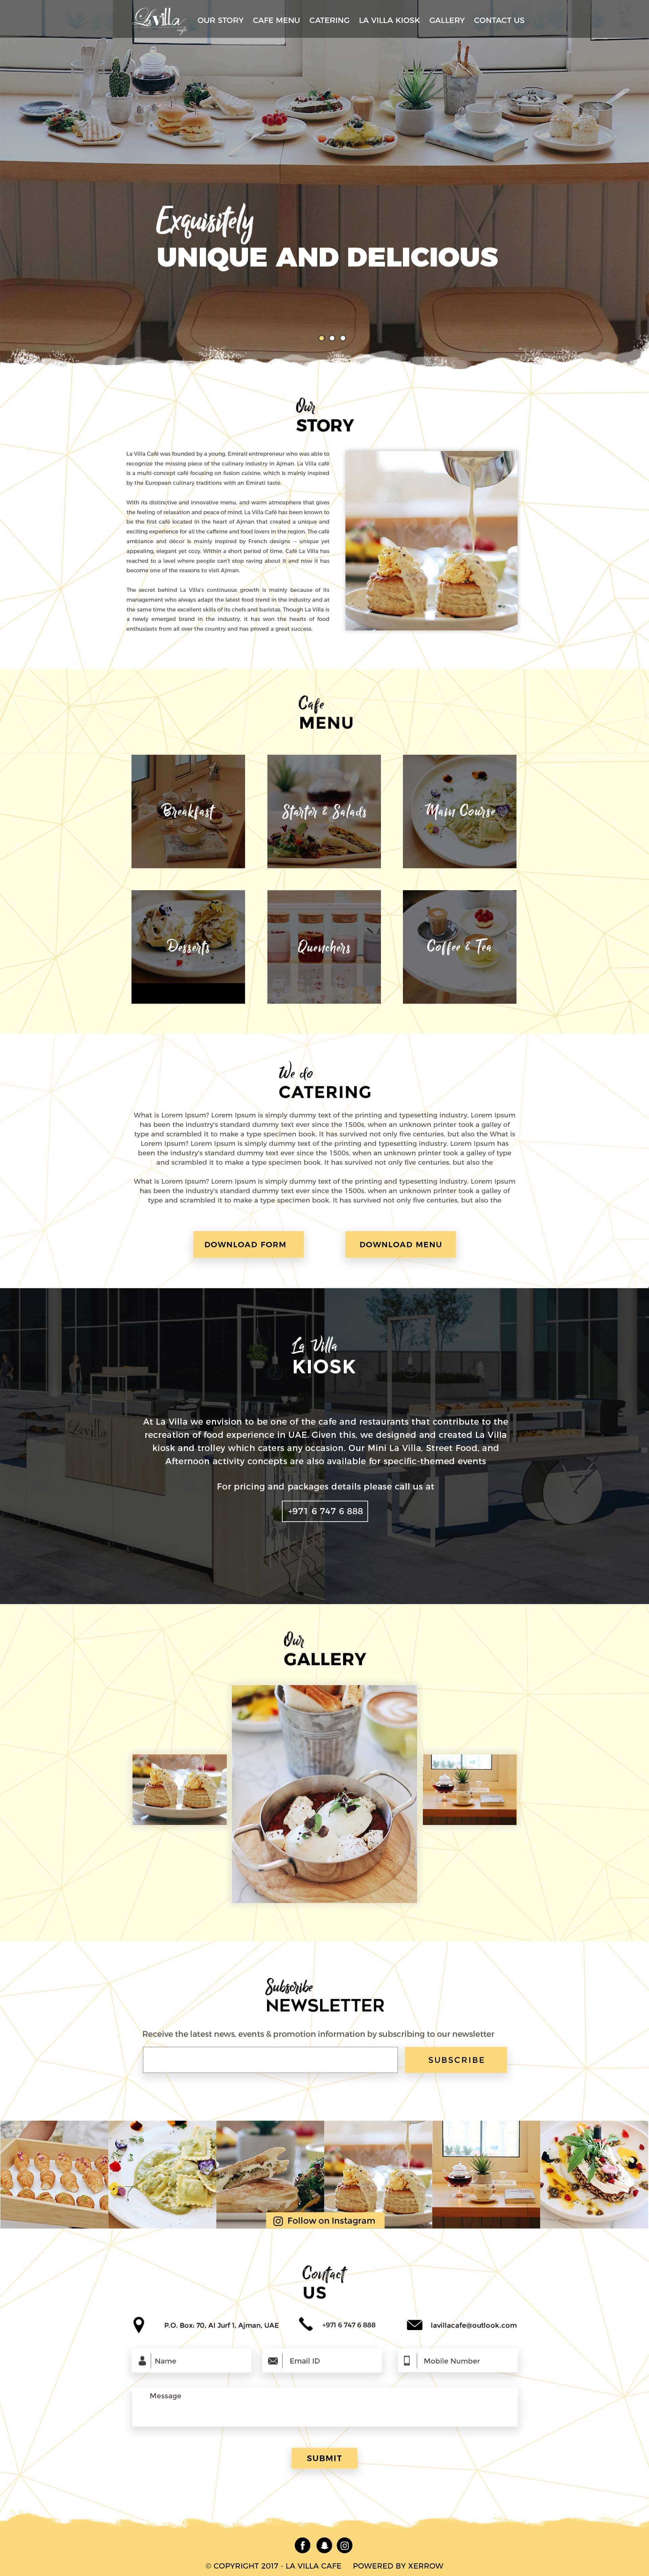 La villa
cafe
OUR STORY CAFE MENU CATERING LA VILLA KIOSK GALLERY CONTACT US
Exquisitely
UNIQUE AND DELICIOUS
Our
STORY
La Villa Café was founded by a young, Emirati entrepreneur who was able to
recognize the missing piece of the culinary industry in Ajman. La Villa café
is a multi-concept café focusing on fusion cuisine, which is mainly inspired
by the European culinary traditions with an Emirati taste.
With its distinctive and innovative menu, and warm atmosphere that gives
the feeling of relaxation and peace of mind, La Villa Café has been known to
be the first café located in the heart of Ajman that created a unique and
exciting experience for all the caffeine and food lovers in the region. The café
ambiance and décor is mainly inspired by French designs -- unique yet
appealing, elegant yet cozy. Within a short period of time, Café La Villa has
reached to a level where people can't stop raving about it and now it has
become one of the reasons to visit Ajman.
The secret behind La Villa's continuous growth is mainly because of its
management who always adapt the latest food trend in the industry and at
the same time the excellent skills of its chefs and baristas. Though La Villa is
a newly emerged brand in the industry, it has won the hearts of food
enthusiasts from all over the country and has proved a great success.
Cafe
MENU
Breakfast
Starter & Salads
Main Course
Desserts
Quenchers
Coffee & Tea
We do
CATERING
What is Lorem Ipsum? Lorem Ipsum is simply dummy text of the printing and typesetting industry. Lorem Ipsum
has been the industry's standard dummy text ever since the 1500s, when an unknown printer took a galley of
type and scrambled it to make a type specimen book. It has survived not only five centuries, but also the What is
Lorem Ipsum? Lorem Ipsum is simply dummy text of the printing and typesetting industry. Lorem Ipsum has
been the industry's standard dummy text ever since the 1500s, when an unknown printer took a galley of type
and scrambled it to make a type specimen book. It has survived not only five centuries, but also the
What is Lorem Ipsum? Lorem Ipsum is simply dummy text of the printing and typesetting industry. Lorem Ipsum
has been the industry's standard dummy text ever since the 1500s, when an unknown printer took a galley of
type and scrambled it to make a type specimen book. It has survived not only five centuries, but also the
DOWNLOAD FORM
DOWNLOAD MENU
La Villa
KIOSK
At La Villa we envision to be one of the cafe and restaurants that contribute to the
recreation of food experience in UAE. Given this, we designed and created La Villa
kiosk and trolley which caters any occasion. Our Mini La Villa, Street Food, and
Afternoon activity concepts are also available for specific-themed events
For pricing and packages details please call us at
+971 6 747 6 888
Our
GALLERY
Subscribe
NEWSLETTER
Receive the latest news, events & promotion information by subscribing to our newsletter
SUBSCRIBE
Follow on Instagram
Contact
US
P.O. Box: 70, Al Jurf 1, Ajman, UAE
+971 6 747 6 888
lavillacafe@outlook.com
Name
Email ID
Mobile Number
Message
SUBMIT
© COPYRIGHT 2017 - LA VILLA CAFE POWERED BY XERROW